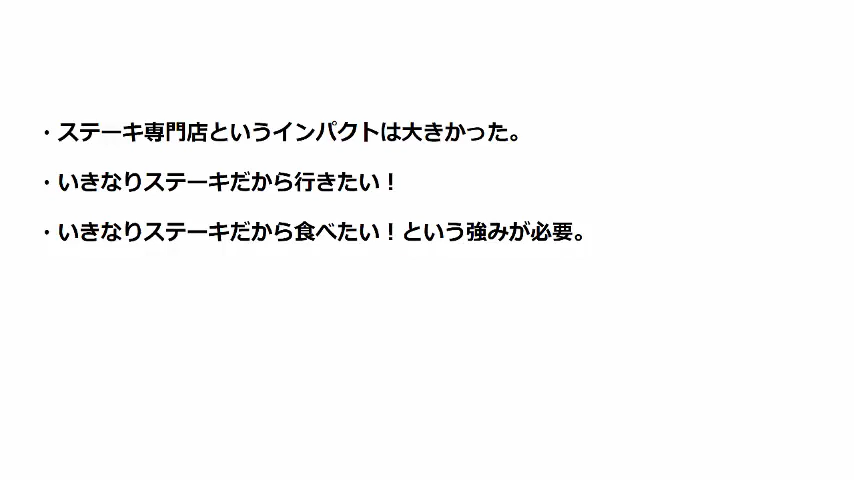 ・ステーキ専門店というインパクトは大きかった。
・いきなりステーキだから行きたい！
・いきなりステーキだから食べたい！という強みが必要。